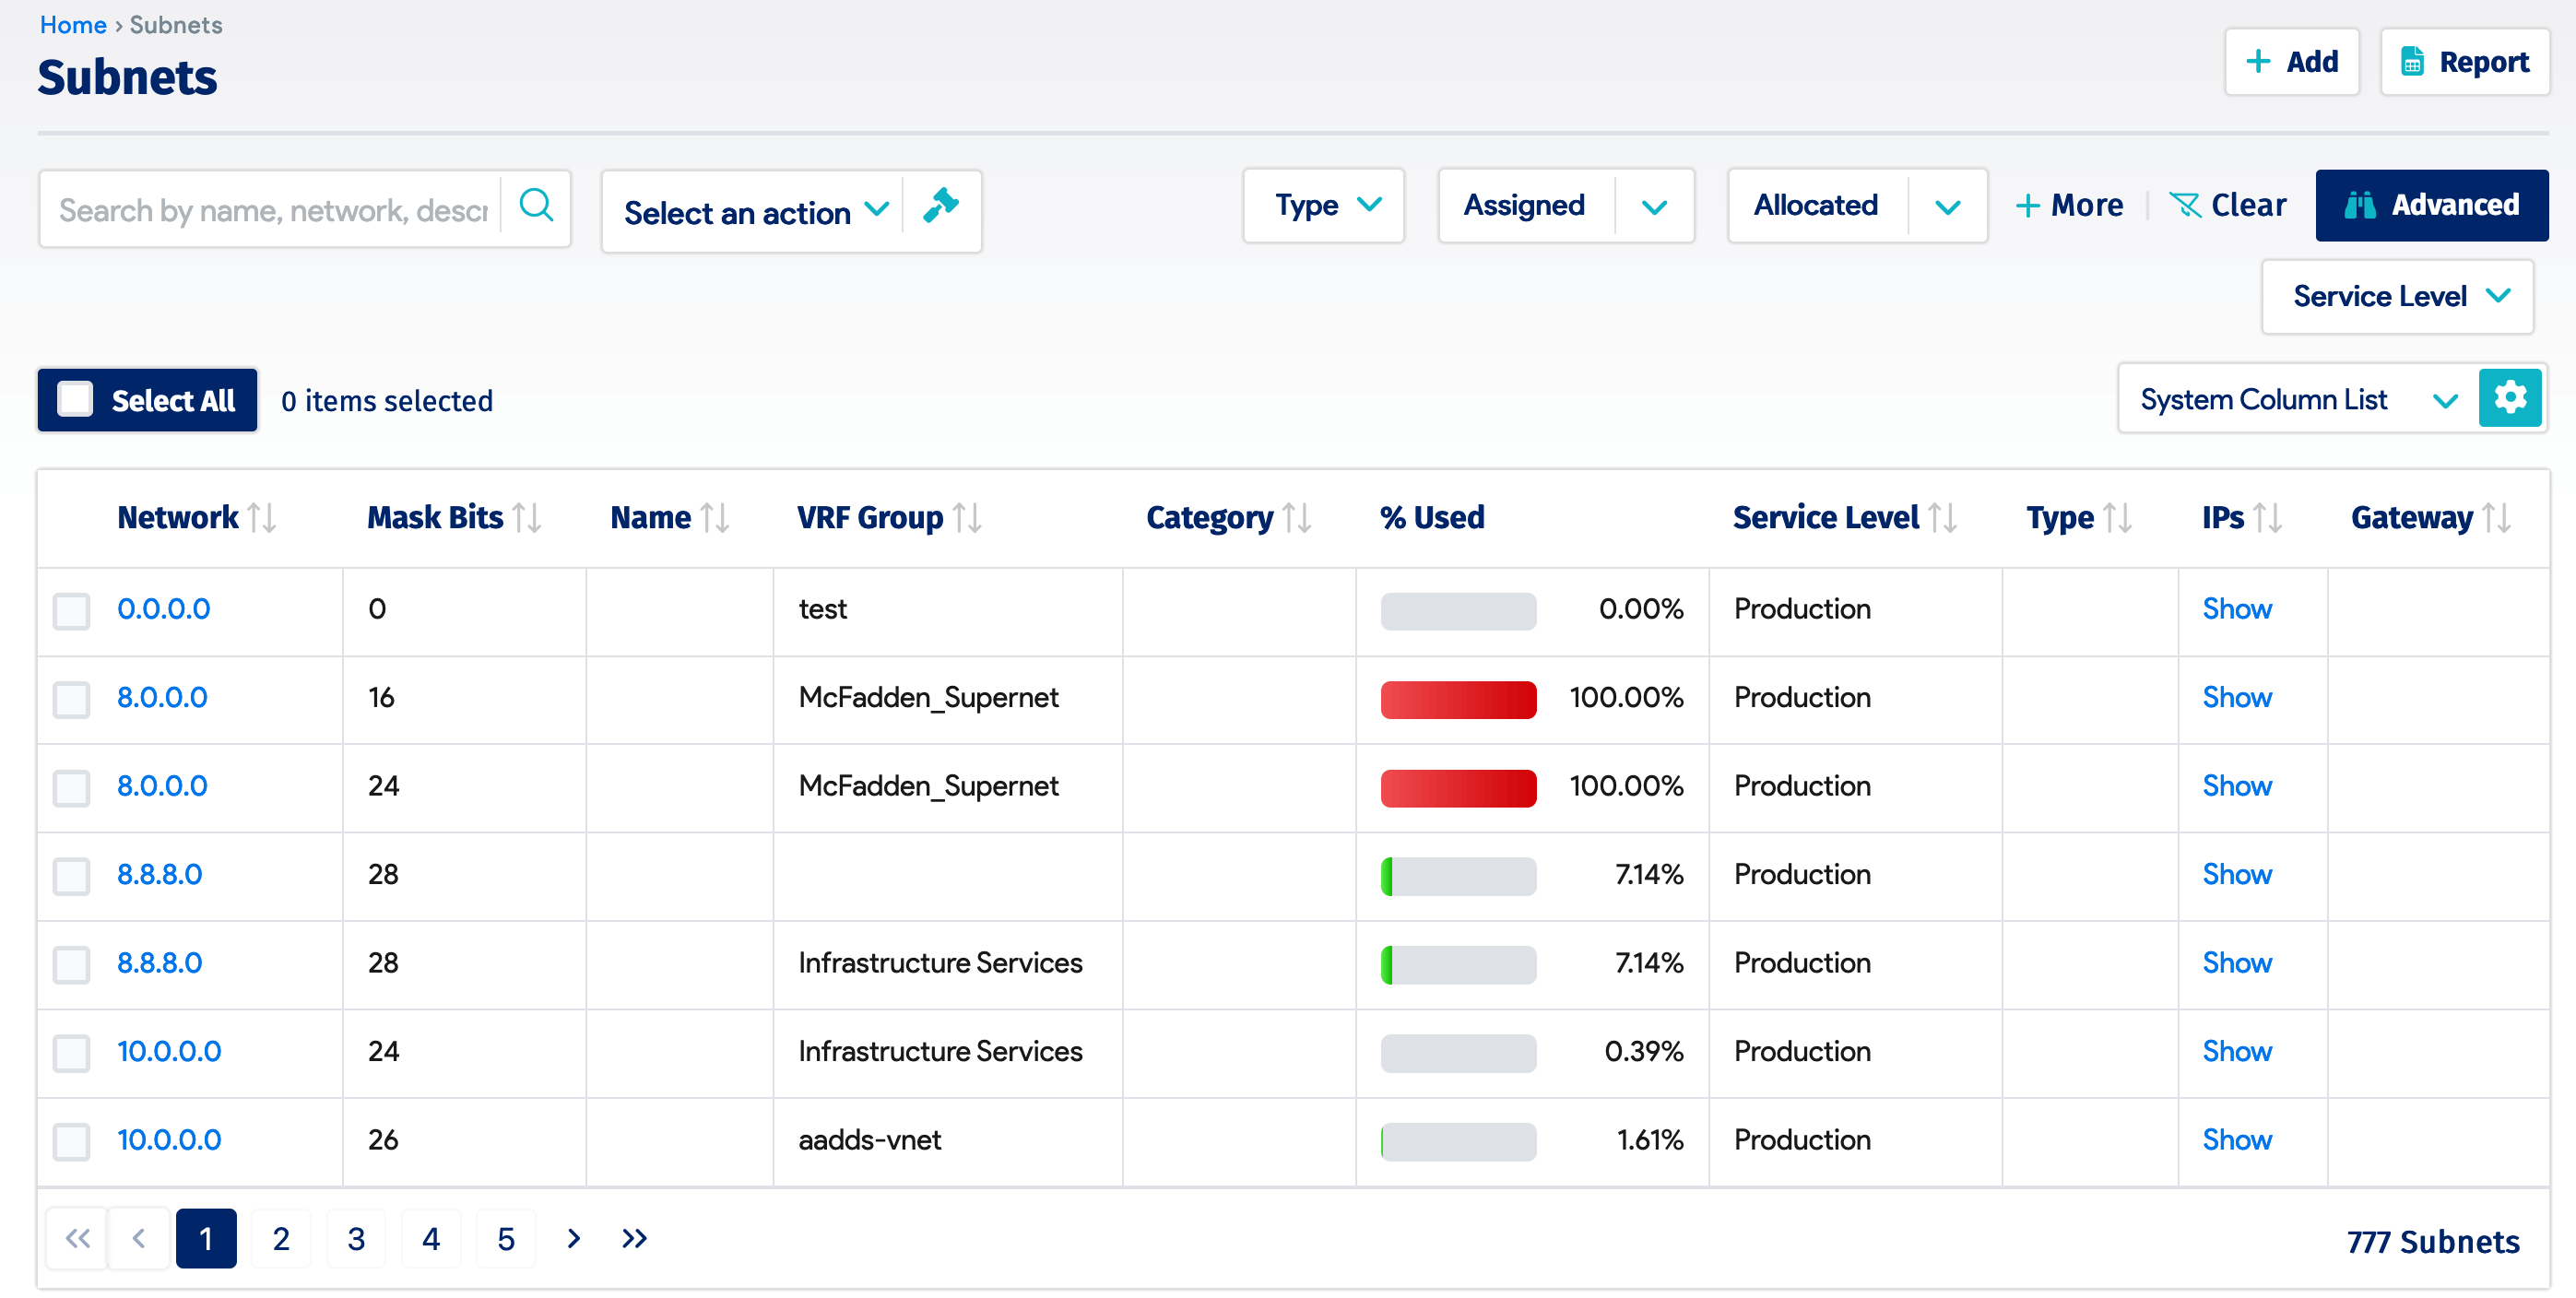 Home › Subnets
Subnets
+ Add
Report
Search by name, network, descr
Select an action
Type
Assigned
Allocated
+ More
Clear
Advanced
Service Level
Select All
0 items selected
System Column List
Network Mask Bits Name VRF Group Category % Used Service Level Type IPs Gateway
0.0.0.0 0 test 0.00% Production Show
8.0.0.0 16 McFadden_Supernet 100.00% Production Show
8.0.0.0 24 McFadden_Supernet 100.00% Production Show
8.8.8.0 28 7.14% Production Show
8.8.8.0 28 Infrastructure Services 7.14% Production Show
10.0.0.0 24 Infrastructure Services 0.39% Production Show
10.0.0.0 26 aadds-vnet 1.61% Production Show
« ‹ 1 2 3 4 5 › »
777 Subnets